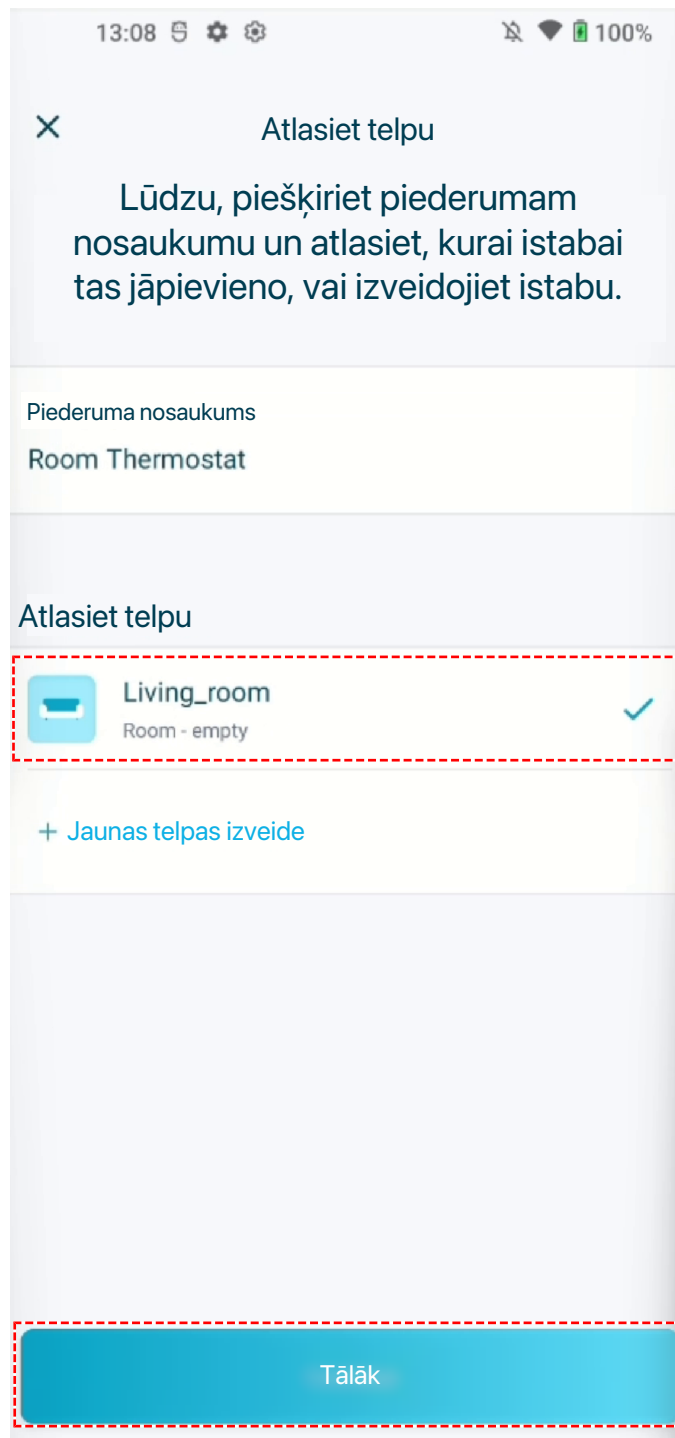 13:08 100%
Atlasiet telpu
Lūdzu, piešķiriet piederumam
nosaukumu un atlasiet, kurai istabai
tas jāpievieno, vai izveidojiet istabu.
Piederuma nosaukums
Room Thermostat
Atlasiet telpu
Living_room
Room - empty
+ Jaunas telpas izveide
Tālāk